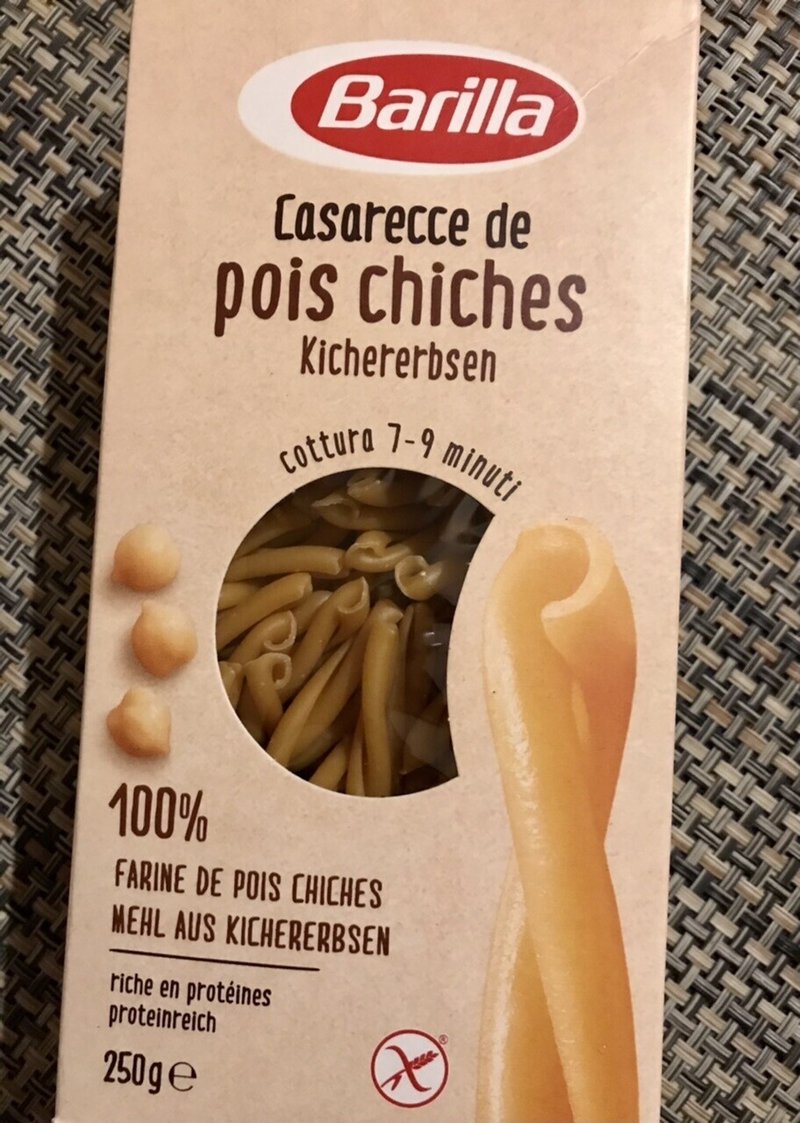 Barilla
Casarecce de
pois chiches
Kichererbsen
cottura 7-9 minuti
100%
FARINE DE POIS CHICHES
MEHL AUS KICHERERBSEN
riche en protéines
proteinreich
250g ℮
®